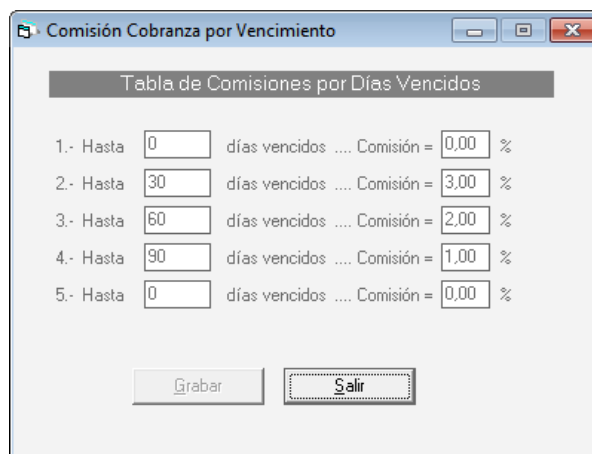 Comisión Cobranza por Vencimiento
Tabla de Comisiones por Días Vencidos
1.- Hasta 0 días vencidos .... Comisión = 0,00 %
2.- Hasta 30 días vencidos .... Comisión = 3,00 %
3.- Hasta 60 días vencidos .... Comisión = 2,00 %
4.- Hasta 90 días vencidos .... Comisión = 1,00 %
5.- Hasta 0 días vencidos .... Comisión = 0,00 %
Grabar Salir